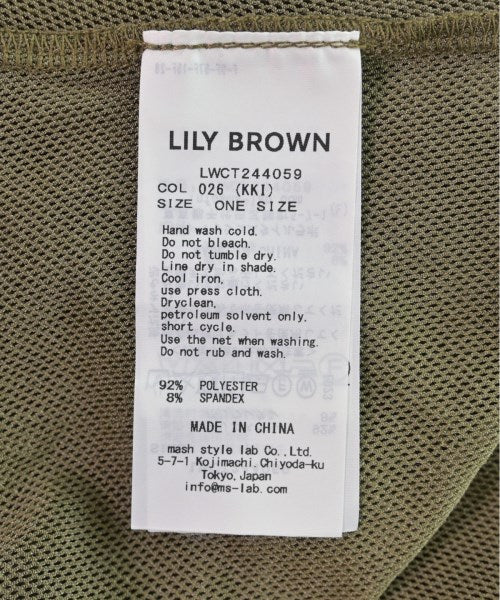 LILY BROWN
LWCT244059
COL 026 (KKI)
SIZE ONE SIZE
Hand wash cold.
Do not bleach.
Do not tumble dry.
Line dry in shade.
Cool iron,
use press cloth.
Dryclean,
petroleum solvent only.
short cycle.
Use the net when washing.
Do not rub and wash.
92% POLYESTER
8% SPANDEX
MADE IN CHINA
mash style lab Co.,Ltd.
5-7-1 Kojimachi,Chiyoda-ku
Tokyo,Japan
info@ms-lab.com